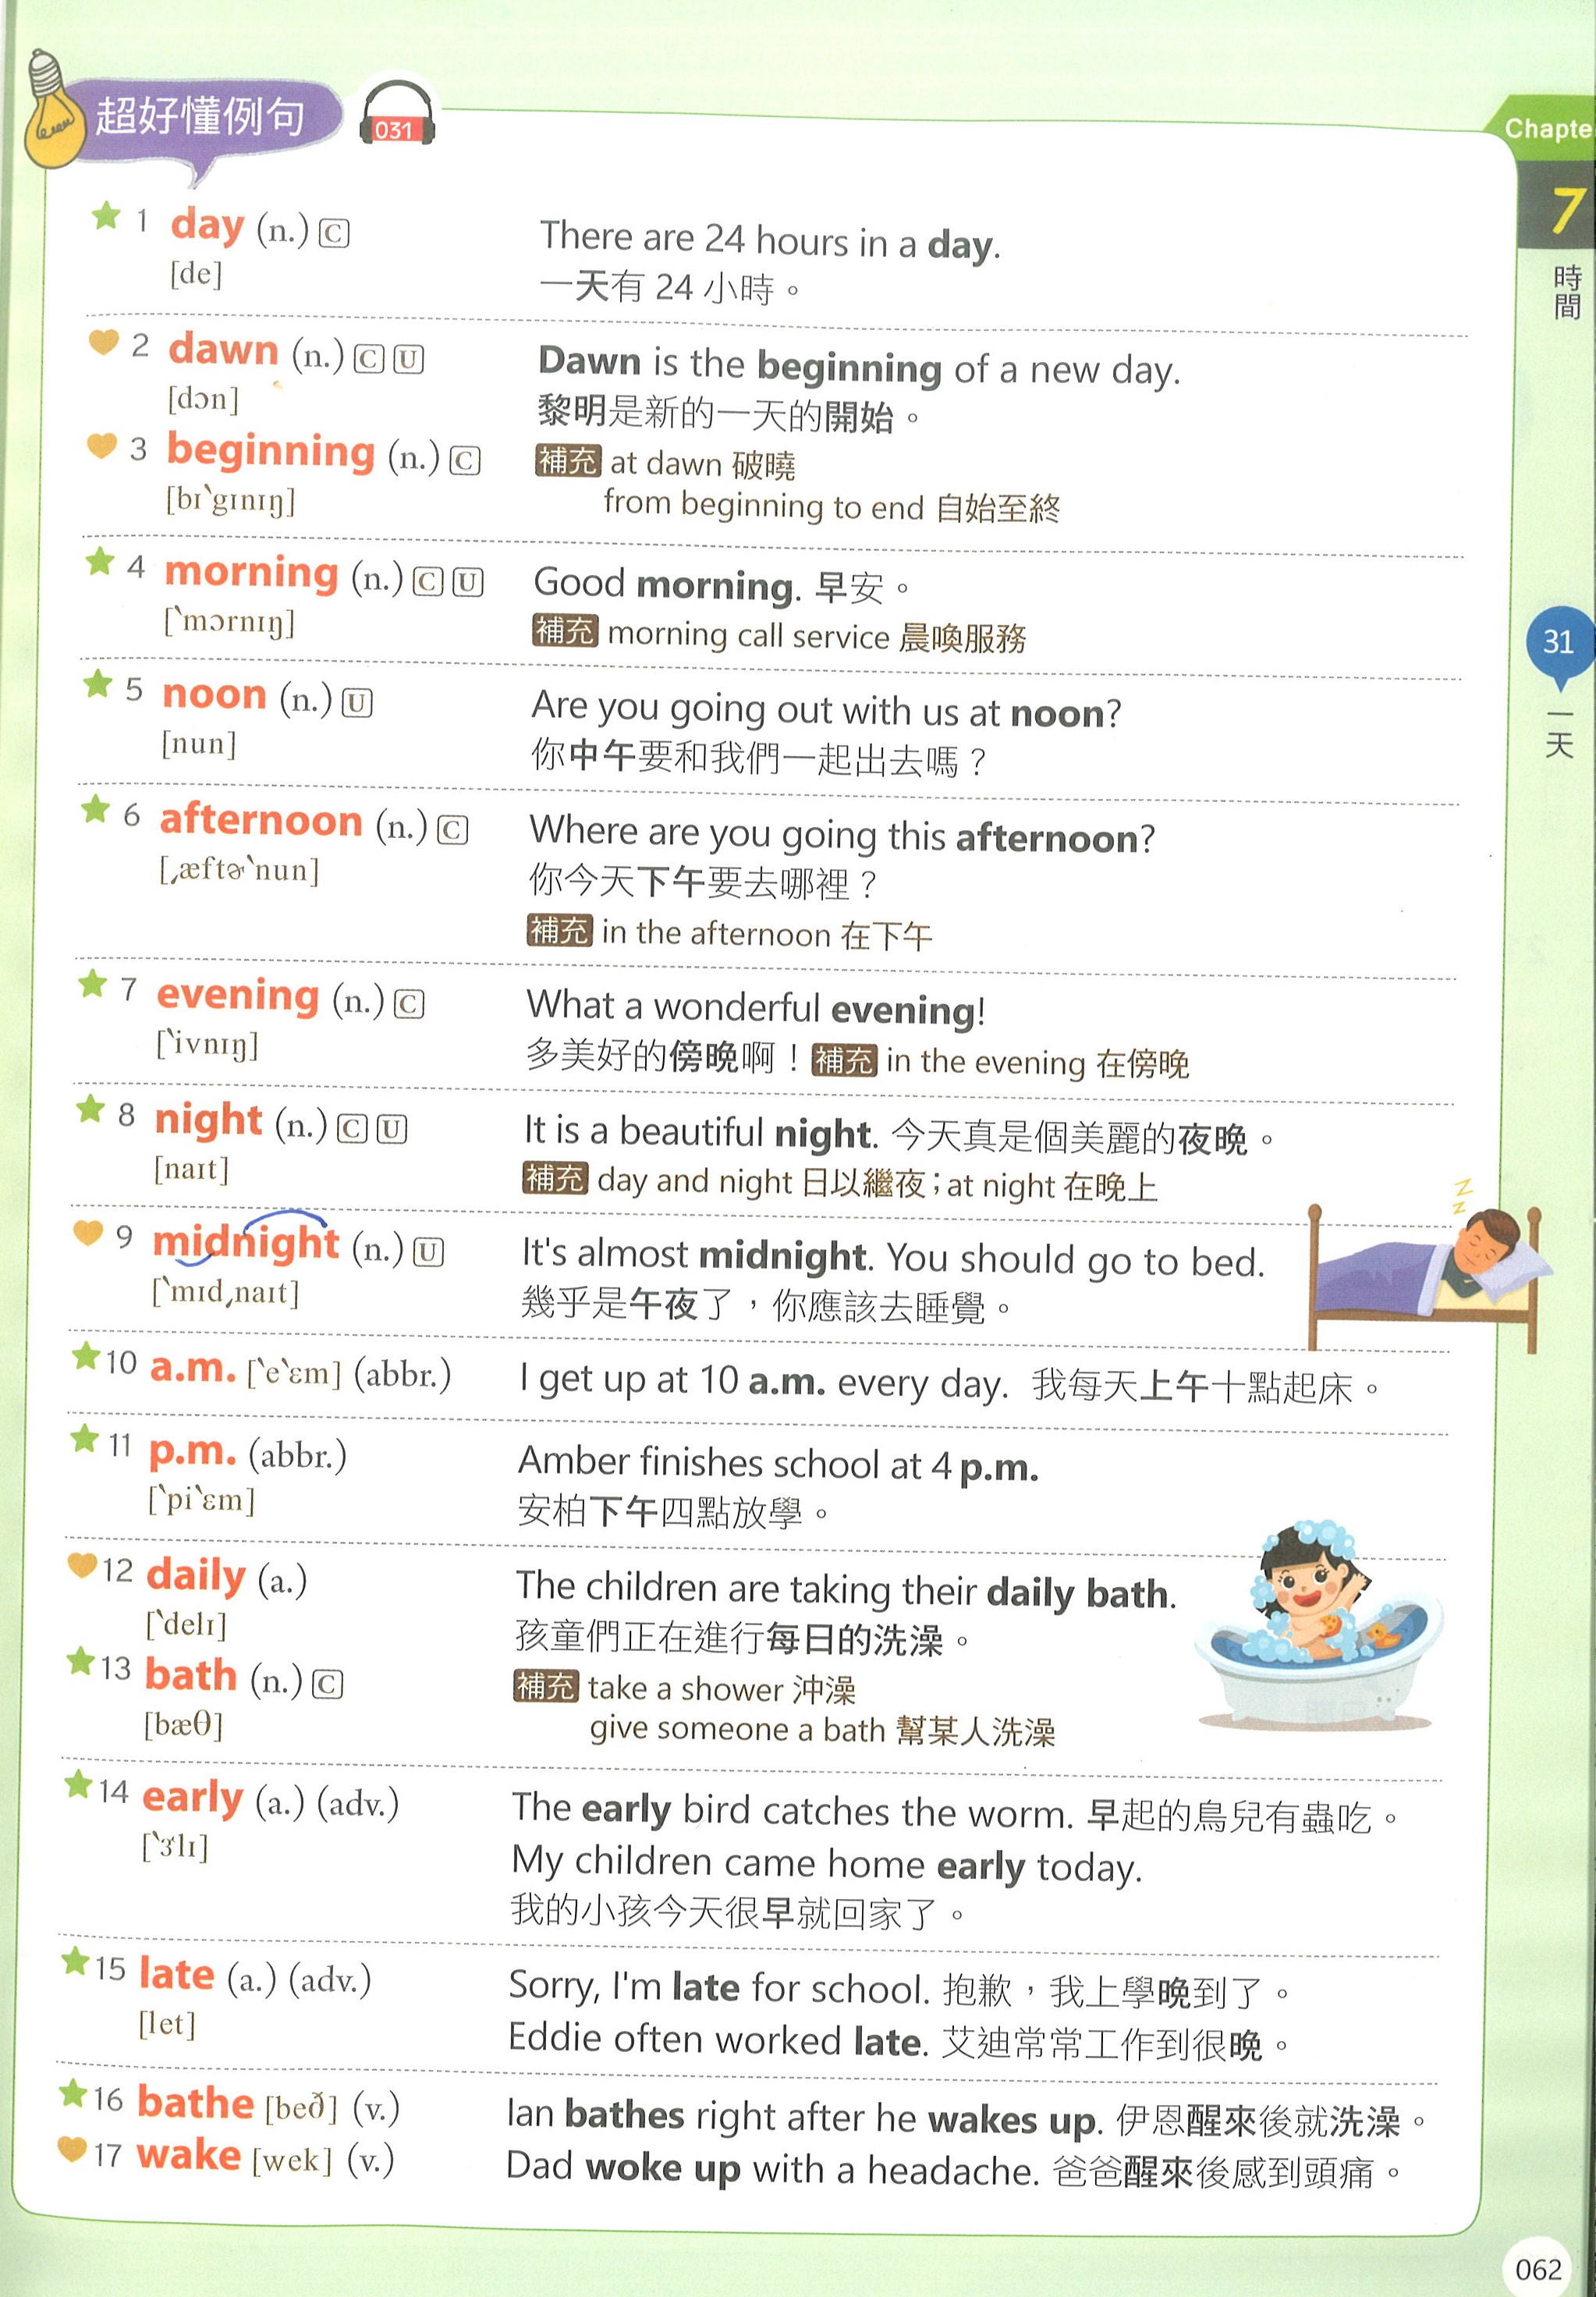 超好懂例句 031
Chapte
7
時間
31
一天
1 day (n.) C
[de]
There are 24 hours in a day.
一天有 24 小時。
2 dawn (n.) C U
[dɔn]
3 beginning (n.) C
[bɪˋgɪnɪŋ]
Dawn is the beginning of a new day.
黎明是新的一天的開始。
補充 at dawn 破曉
from beginning to end 自始至終
4 morning (n.) C U
[ˋmɔrnɪŋ]
Good morning. 早安。
補充 morning call service 晨喚服務
5 noon (n.) U
[nun]
Are you going out with us at noon?
你中午要和我們一起出去嗎？
6 afternoon (n.) C
[ˏæftɚˋnun]
Where are you going this afternoon?
你今天下午要去哪裡？
補充 in the afternoon 在下午
7 evening (n.) C
[ˋivnɪŋ]
What a wonderful evening!
多美好的傍晚啊！ 補充 in the evening 在傍晚
8 night (n.) C U
[naɪt]
It is a beautiful night. 今天真是個美麗的夜晚。
補充 day and night 日以繼夜；at night 在晚上
9 midnight (n.) U
[ˋmɪdˏnaɪt]
It's almost midnight. You should go to bed.
幾乎是午夜了，你應該去睡覺。
Z
Z
10 a.m. [ˋeˋɛm] (abbr.)
I get up at 10 a.m. every day. 我每天上午十點起床。
11 p.m. (abbr.)
[ˋpiˋɛm]
Amber finishes school at 4 p.m.
安柏下午四點放學。
12 daily (a.)
[ˋdelɪ]
13 bath (n.) C
[bæθ]
The children are taking their daily bath.
孩童們正在進行每日的洗澡。
補充 take a shower 沖澡
give someone a bath 幫某人洗澡
14 early (a.) (adv.)
[ˋɝlɪ]
The early bird catches the worm. 早起的鳥兒有蟲吃。
My children came home early today.
我的小孩今天很早就回家了。
15 late (a.) (adv.)
[let]
Sorry, I'm late for school. 抱歉，我上學晚到了。
Eddie often worked late. 艾迪常常工作到很晚。
16 bathe [beð] (v.)
17 wake [wek] (v.)
Ian bathes right after he wakes up. 伊恩醒來後就洗澡。
Dad woke up with a headache. 爸爸醒來後感到頭痛。
062